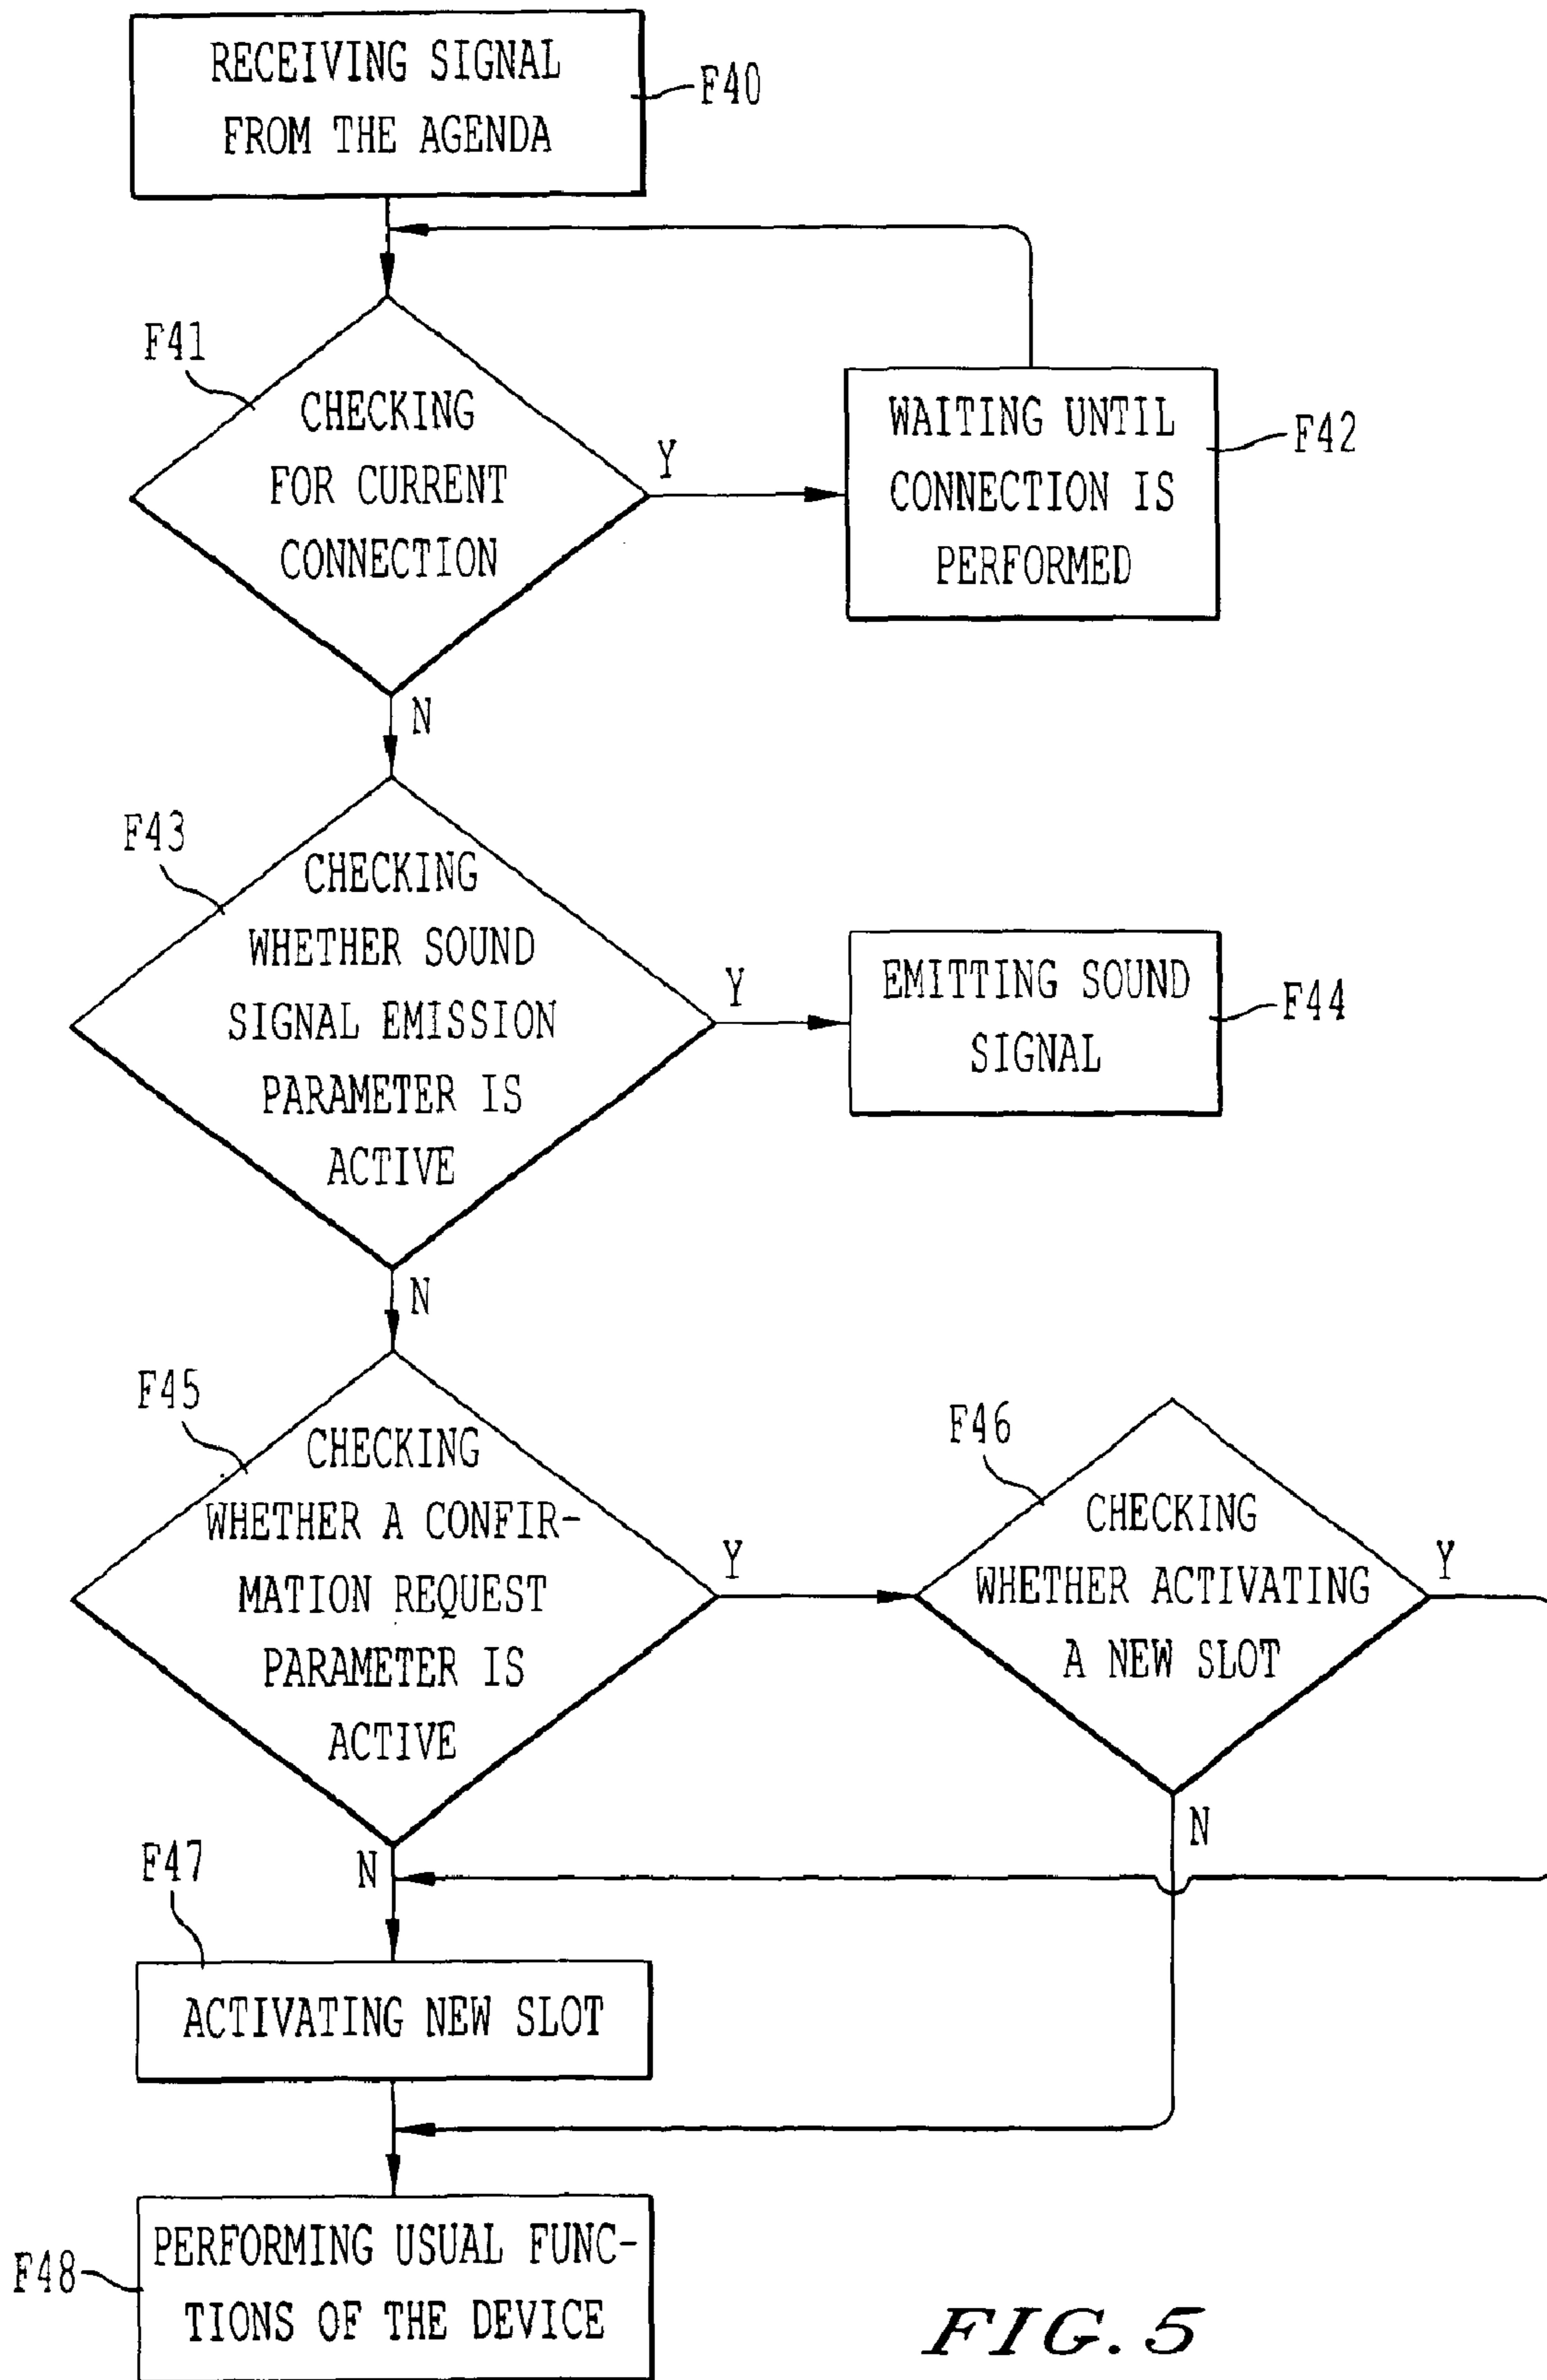 RECEIVING SIGNAL
FROM THE AGENDA
F40
F41
CHECKING
FOR CURRENT
CONNECTION
Y
WAITING UNTIL
CONNECTION IS
PERFORMED
F42
N
F43
CHECKING
WHETHER SOUND
SIGNAL EMISSION
PARAMETER IS
ACTIVE
Y
EMITTING SOUND
SIGNAL
F44
N
F45
CHECKING
WHETHER A CONFIR-
MATION REQUEST
PARAMETER IS
ACTIVE
Y
F46
CHECKING
WHETHER ACTIVATING
A NEW SLOT
Y
N
N
F47
ACTIVATING NEW SLOT
F48
PERFORMING USUAL FUNC-
TIONS OF THE DEVICE
FIG. 5